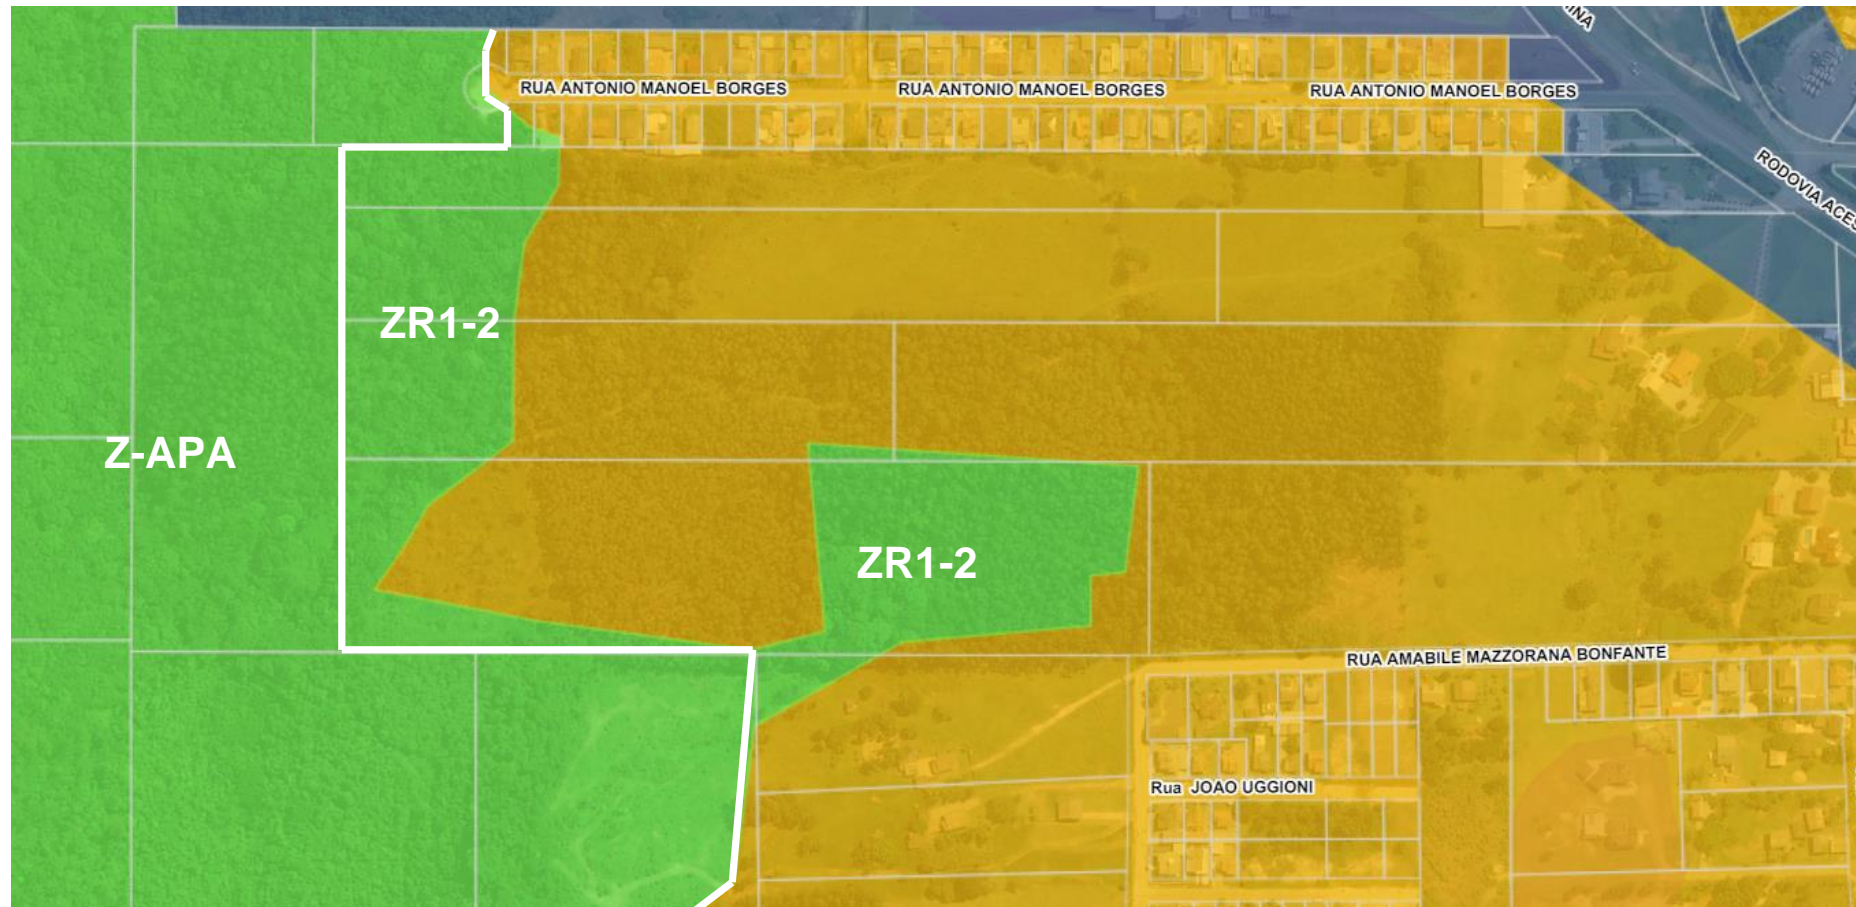 RUA ANTONIO MANOEL BORGES
RUA ANTONIO MANOEL BORGES
RUA ANTONIO MANOEL BORGES
RODOVIA
ZR1-2
Z-APA
ZR1-2
RUA AMABILE MAZZORANA BONFANTE
Rua JOAO UGGIONI